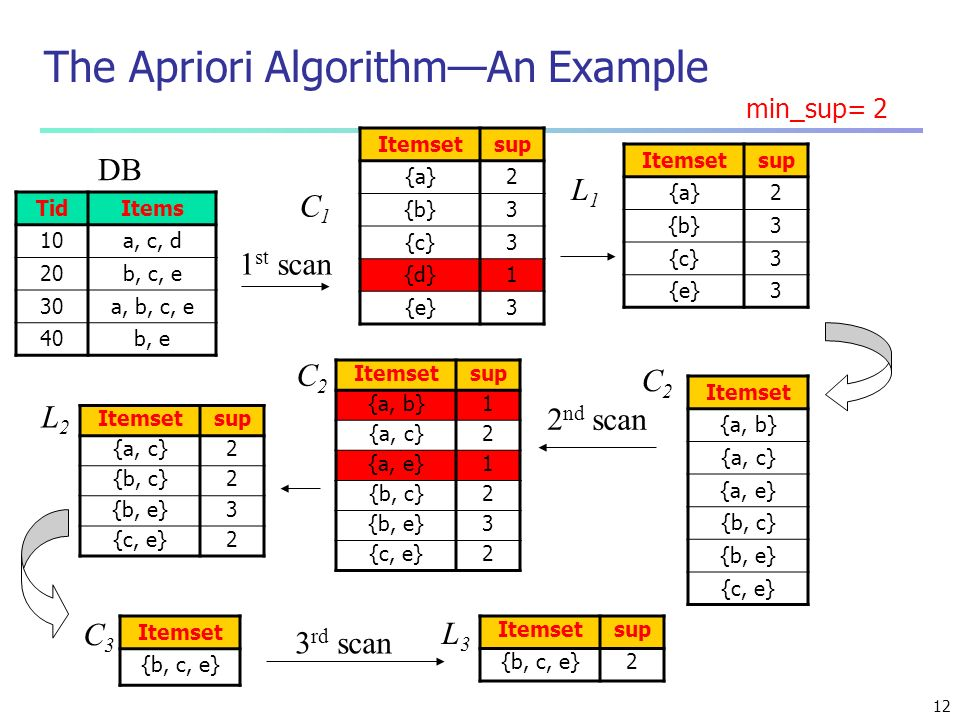 The Apriori Algorithm—An Example
min_sup= 2
DB
Tid Items
10 a, c, d
20 b, c, e
30 a, b, c, e
40 b, e
1st scan
C1
Itemset sup
{a} 2
{b} 3
{c} 3
{d} 1
{e} 3
L1
Itemset sup
{a} 2
{b} 3
{c} 3
{e} 3
C2
Itemset
{a, b}
{a, c}
{a, e}
{b, c}
{b, e}
{c, e}
2nd scan
C2
Itemset sup
{a, b} 1
{a, c} 2
{a, e} 1
{b, c} 2
{b, e} 3
{c, e} 2
L2
Itemset sup
{a, c} 2
{b, c} 2
{b, e} 3
{c, e} 2
C3
Itemset
{b, c, e}
3rd scan
L3
Itemset sup
{b, c, e} 2
12